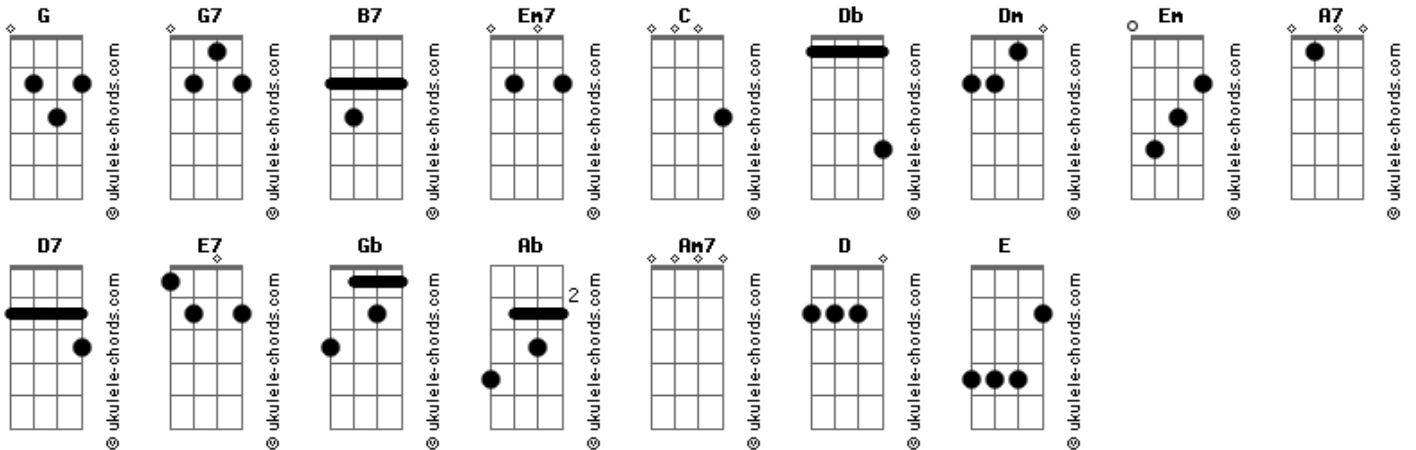 G G7 B7 Em7 C Db Dm Em A7
© ukulele-chords.com © ukulele-chords.com © ukulele-chords.com © ukulele-chords.com © ukulele-chords.com © ukulele-chords.com © ukulele-chords.com © ukulele-chords.com © ukulele-chords.com
D7 E7 Gb Ab Am7 D E
2
© ukulele-chords.com © ukulele-chords.com © ukulele-chords.com © ukulele-chords.com © ukulele-chords.com © ukulele-chords.com © ukulele-chords.com